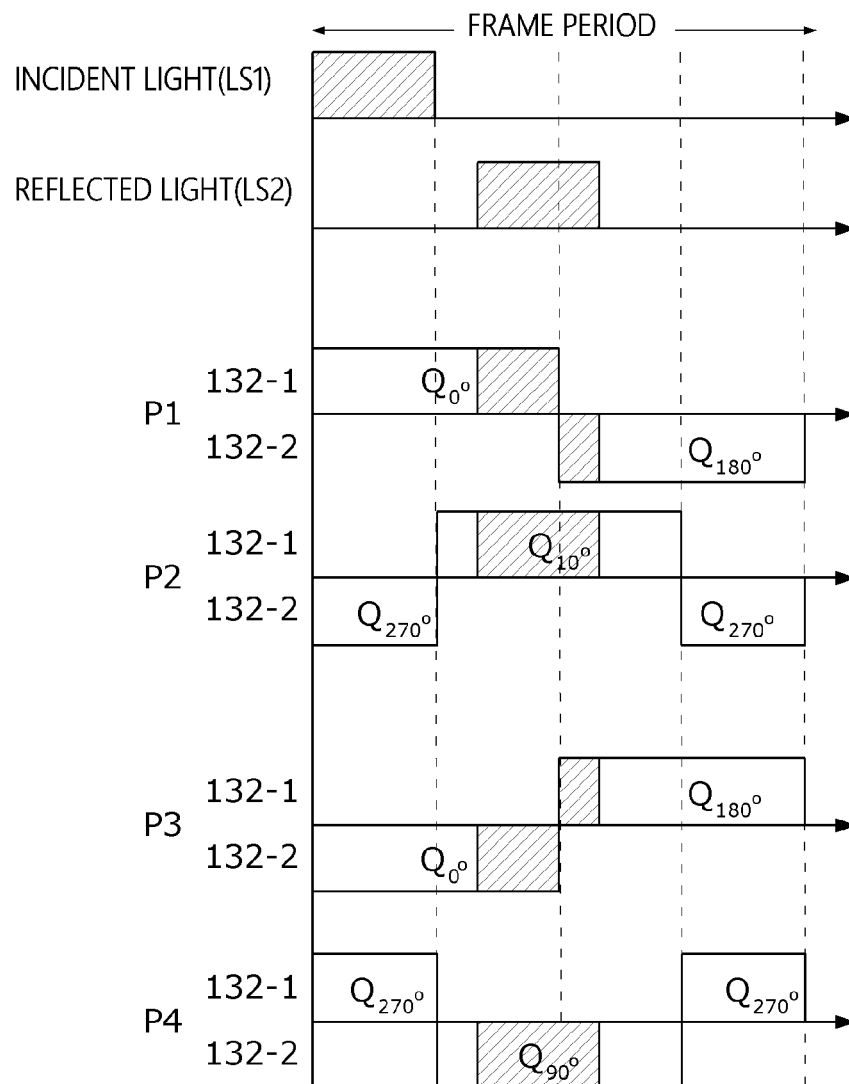 FRAME PERIOD
INCIDENT LIGHT(LS1)
REFLECTED LIGHT(LS2)
132-1 Q0°
P1
132-2 Q180°
132-1 Q10°
P2
132-2 Q270° Q270°
132-1 Q180°
P3
132-2 Q0°
132-1 Q270° Q270°
P4
132-2 Q90°